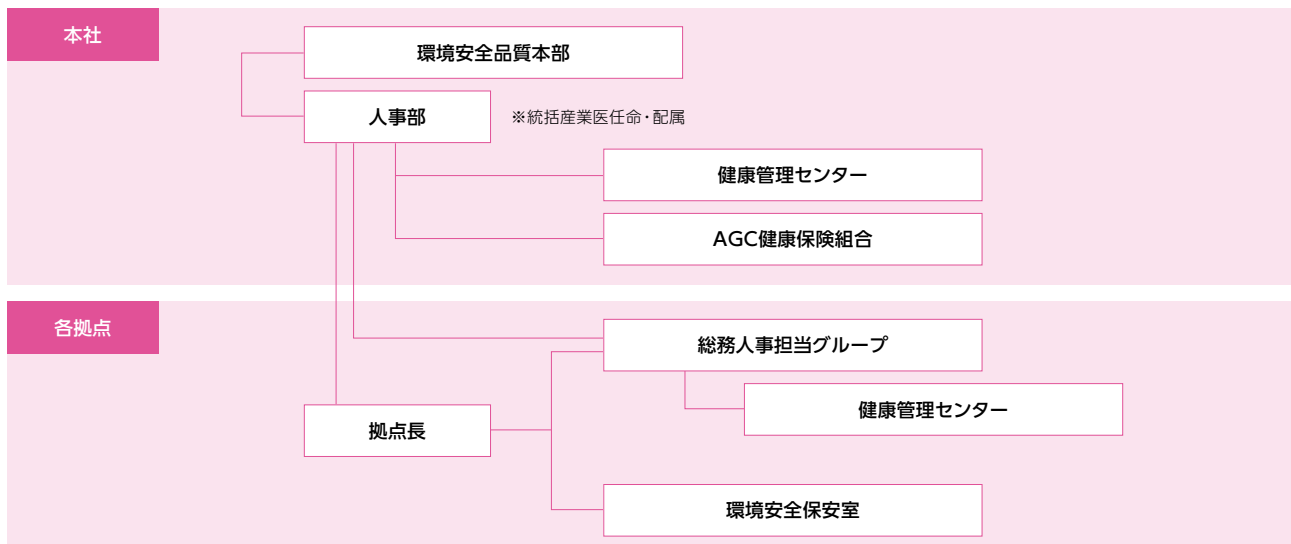 本社
環境安全品質本部
人事部
※統括産業医任命・配属
健康管理センター
AGC健康保険組合
各拠点
総務人事担当グループ
健康管理センター
拠点長
環境安全保安室